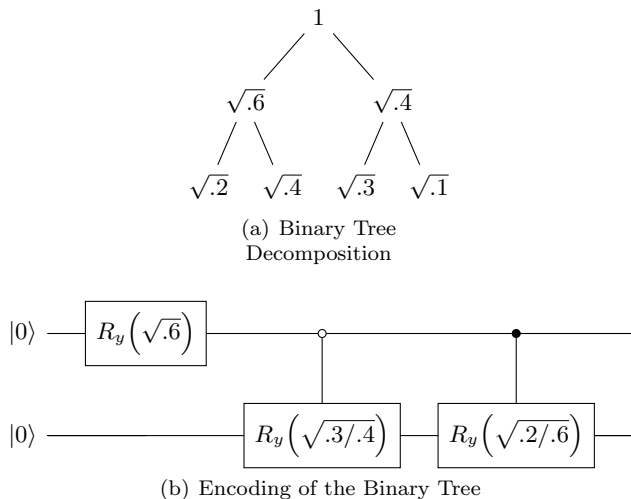 1
√.6 √.4
√.2 √.4 √.3 √.1
(a) Binary Tree
Decomposition
|0⟩ R_y(√.6)
|0⟩ R_y(√.3/.4) R_y(√.2/.6)
(b) Encoding of the Binary Tree